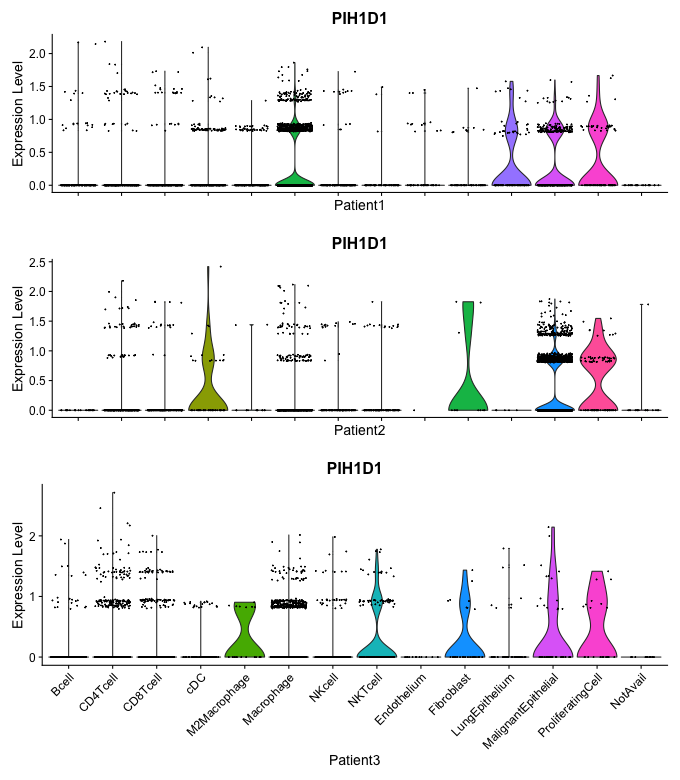 PIH1D1
Expression Level
2.0
1.5
1.0
0.5
0.0
Patient1
PIH1D1
Expression Level
2.5
2.0
1.5
1.0
0.5
0.0
Patient2
PIH1D1
Expression Level
2
1
0
Bcell
CD4Tcell
CD8Tcell
cDC
M2Macrophage
Macrophage
NKcell
NKTcell
Endothelium
Fibroblast
LungEpithelium
MalignantEpithelial
ProliferatingCell
NotAvail
Patient3